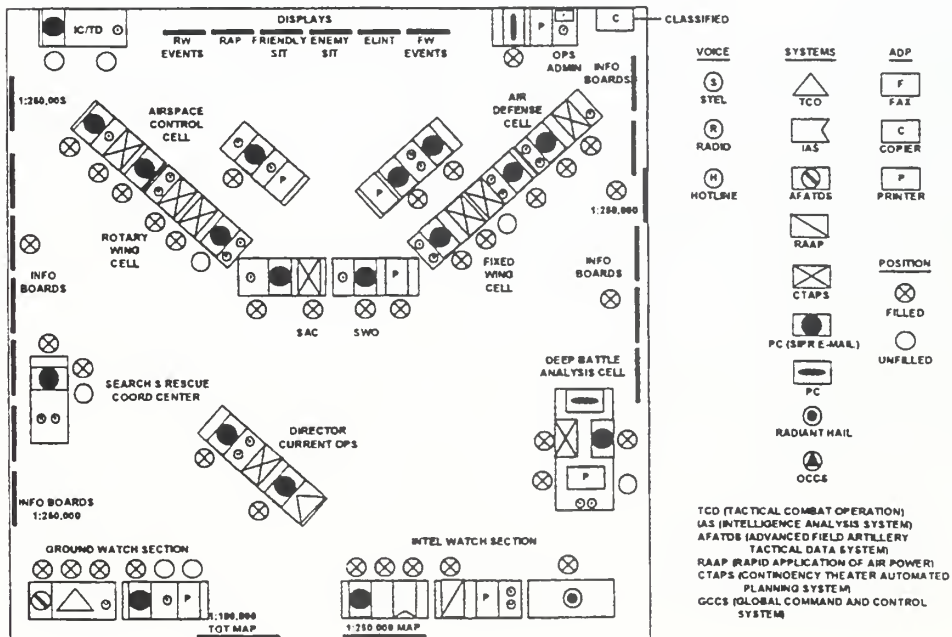 DISPLAYS
IC/TD
RW EVENTS
RAP
FRIENDLY SIT
ENEMY SIT
ELINT
FW EVENTS
P
OPS ADMIN
C
CLASSIFIED
INFO BOARDS
1:250,00S
AIRSPACE CONTROL CELL
AIR DEFENSE CELL
P
P
1:250,000
ROTARY WING CELL
FIXED WING CELL
INFO BOARDS
INFO BOARDS
P
SAC
SWO
SEARCH S RESCUE COORD CENTER
DEEP BATTLE ANALYSIS CELL
DIRECTOR CURRENT OPS
P
INFO BOARDS
1:250,000
GROUND WATCH SECTION
INTEL WATCH SECTION
P
P
1:100,000
TGT MAP
1:250,000 MAP
VOICE
S
STEL
R
RADIO
H
HOTLINE
SYSTEMS
TCO
IAS
AFATDS
RAAP
CTAPS
PC (SIPR E-MAIL)
PC
RADIANT HAIL
OCCS
ADP
F
FAX
C
COPIER
P
PRINTER
POSITION
FILLED
UNFILLED
TCO (TACTICAL COMBAT OPERATION)
IAS (INTELLIGENCE ANALYSIS SYSTEM)
AFATDS (ADVANCED FIELD ARTILLERY
TACTICAL DATA SYSTEM)
RAAP (RAPID APPLICATION OF AIR POWER)
CTAPS (CONTINOENCY THEATER AUTOMATED
PLANNING SYSTEM)
GCCS (GLOBAL COMMAND AND CONTROL
SYSTEM)